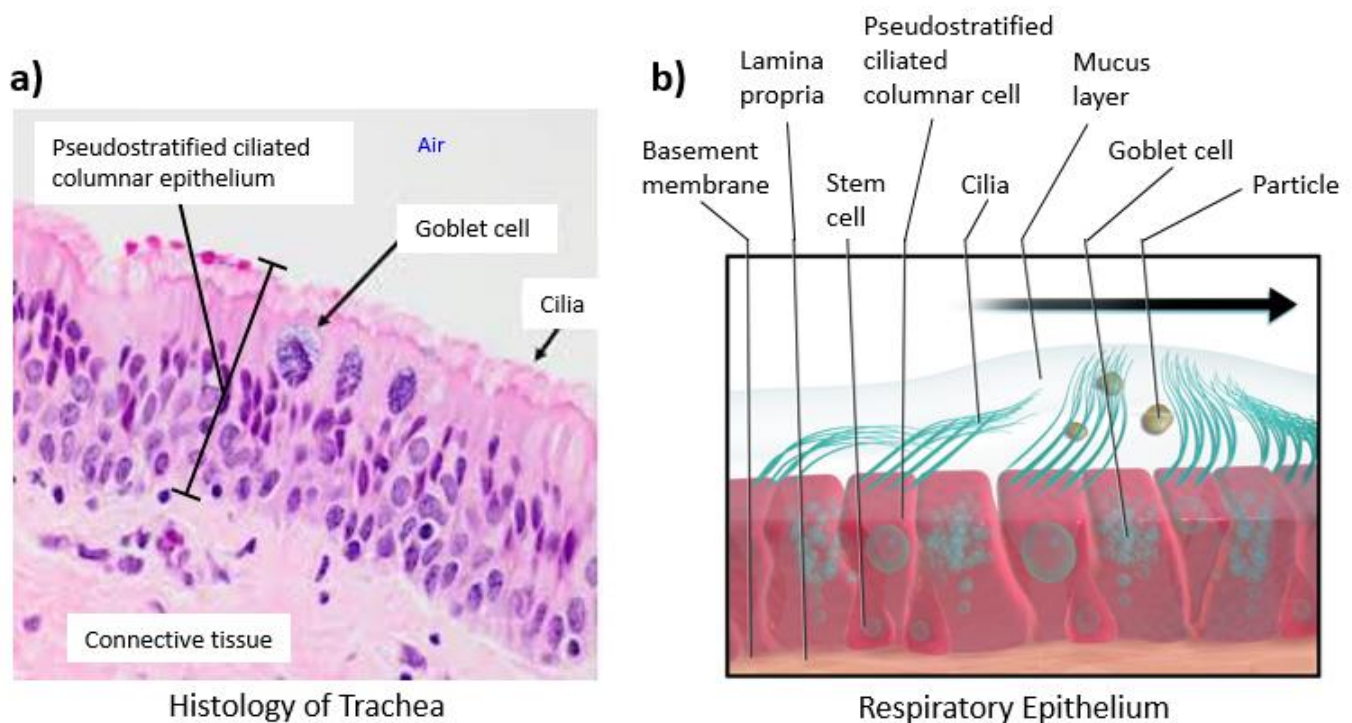 a)
Pseudostratified ciliated
columnar epithelium
Air
Goblet cell
Cilia
Connective tissue
Histology of Trachea
b)
Basement
membrane
Lamina
propria
Stem
cell
Pseudostratified
ciliated
columnar cell
Cilia
Mucus
layer
Goblet cell
Particle
Respiratory Epithelium